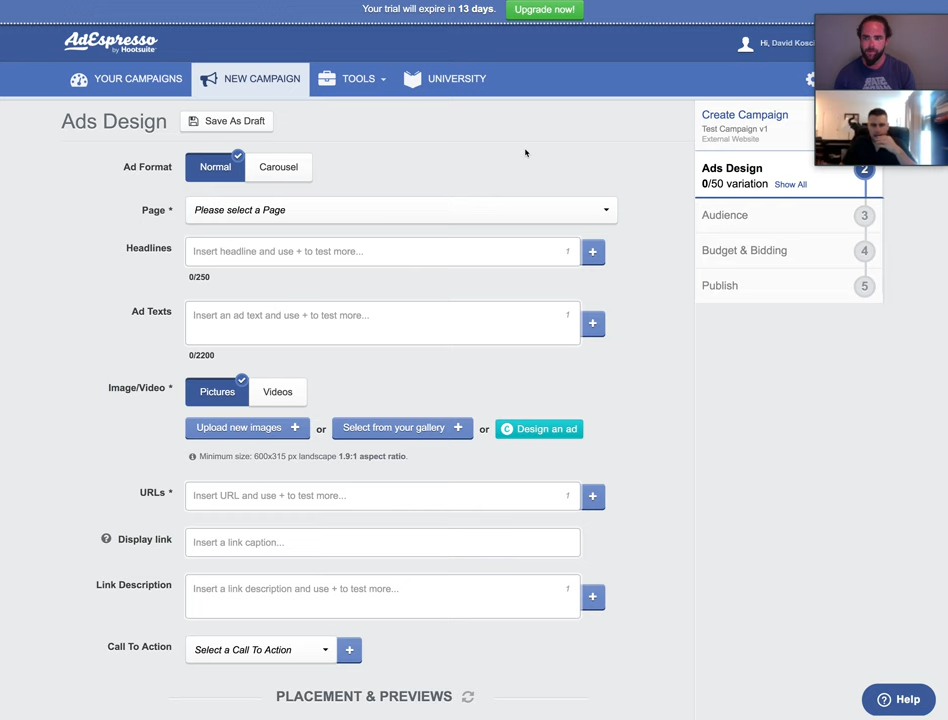 Your trial will expire in 13 days. Upgrade now!
AdEspresso
by Hootsuite
Hi, David
YOUR CAMPAIGNS NEW CAMPAIGN TOOLS UNIVERSITY
Ads Design Save As Draft
Ad Format Normal Carousel
Page * Please select a Page
Headlines Insert headline and use + to test more... 1 +
0/250
Ad Texts Insert an ad text and use + to test more... 1 +
0/2200
Image/Video * Pictures Videos
Upload new images + or Select from your gallery + or C Design an ad
Minimum size: 600x315 px landscape 1.9:1 aspect ratio.
URLs * Insert URL and use + to test more... 1 +
? Display link Insert a link caption...
Link Description Insert a link description and use + to test more... 1 +
Call To Action Select a Call To Action +
PLACEMENT & PREVIEWS
Create Campaign
Test Campaign v1
External Website
Ads Design 2
0/50 variation Show All
Audience 3
Budget & Bidding 4
Publish 5
? Help